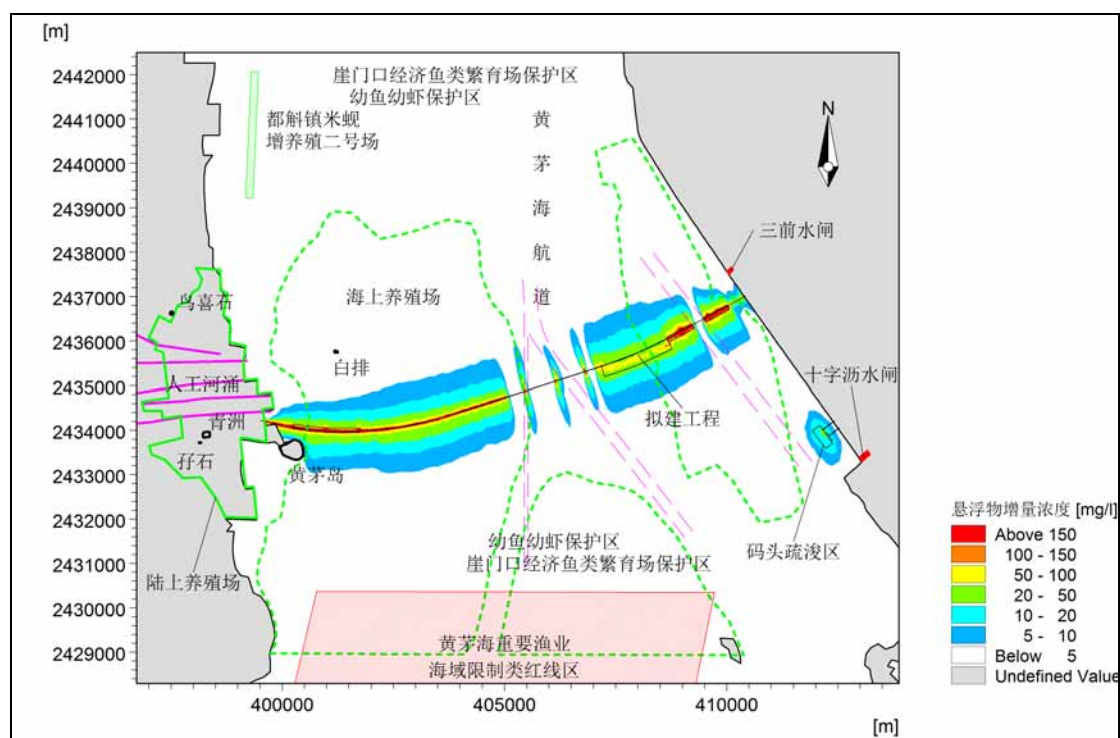 [m]
2442000
2441000
2440000
2439000
2438000
2437000
2436000
2435000
2434000
2433000
2432000
2431000
2430000
2429000
400000
405000
410000
[m]
崖门口经济鱼类繁育场保护区
幼鱼幼虾保护区
都斛镇米蚬
增养殖二号场
黄茅海航道
N
三前水闸
海上养殖场
鸟喜石
白排
人工河涌
青洲
孖石
黄茅岛
拟建工程
十字沥水闸
码头疏浚区
陆上养殖场
幼鱼幼虾保护区
崖门口经济鱼类繁育场保护区
黄茅海重要渔业
海域限制类红线区
悬浮物增量浓度 [mg/l]
Above 150
100 - 150
50 - 100
20 - 50
10 - 20
5 - 10
Below 5
Undefined Value